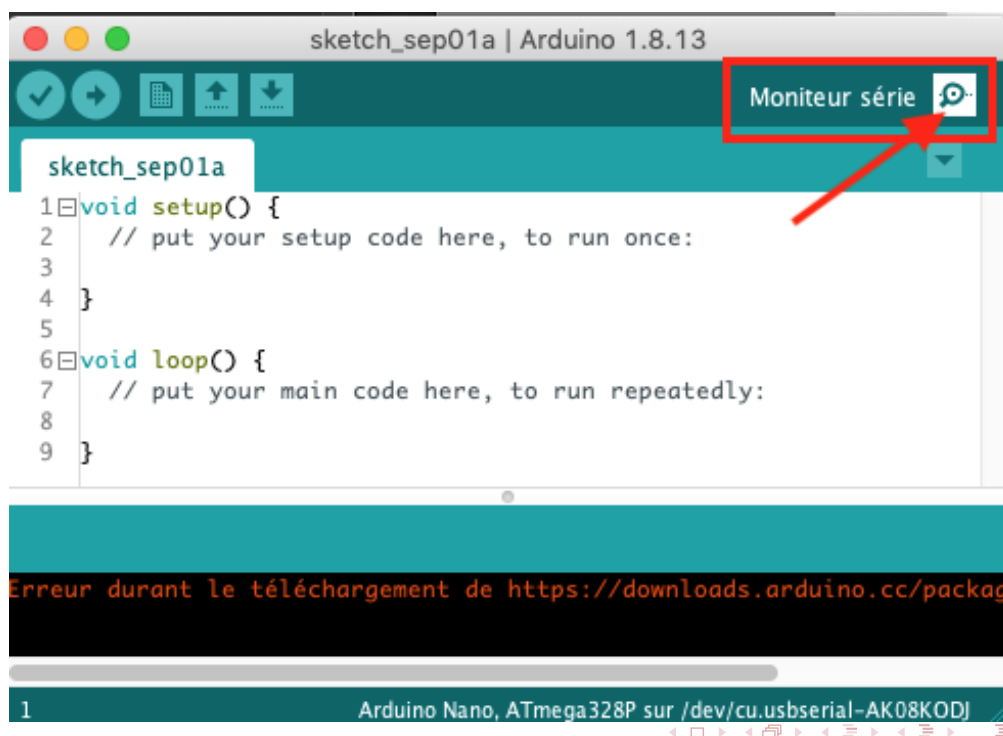 sketch_sep01a | Arduino 1.8.13
Moniteur série
sketch_sep01a
1 void setup() {
2 // put your setup code here, to run once:
3
4 }
5
6 void loop() {
7 // put your main code here, to run repeatedly:
8
9 }
Erreur durant le téléchargement de https://downloads.arduino.cc/packag
1 Arduino Nano, ATmega328P sur /dev/cu.usbserial-AK08KODJ